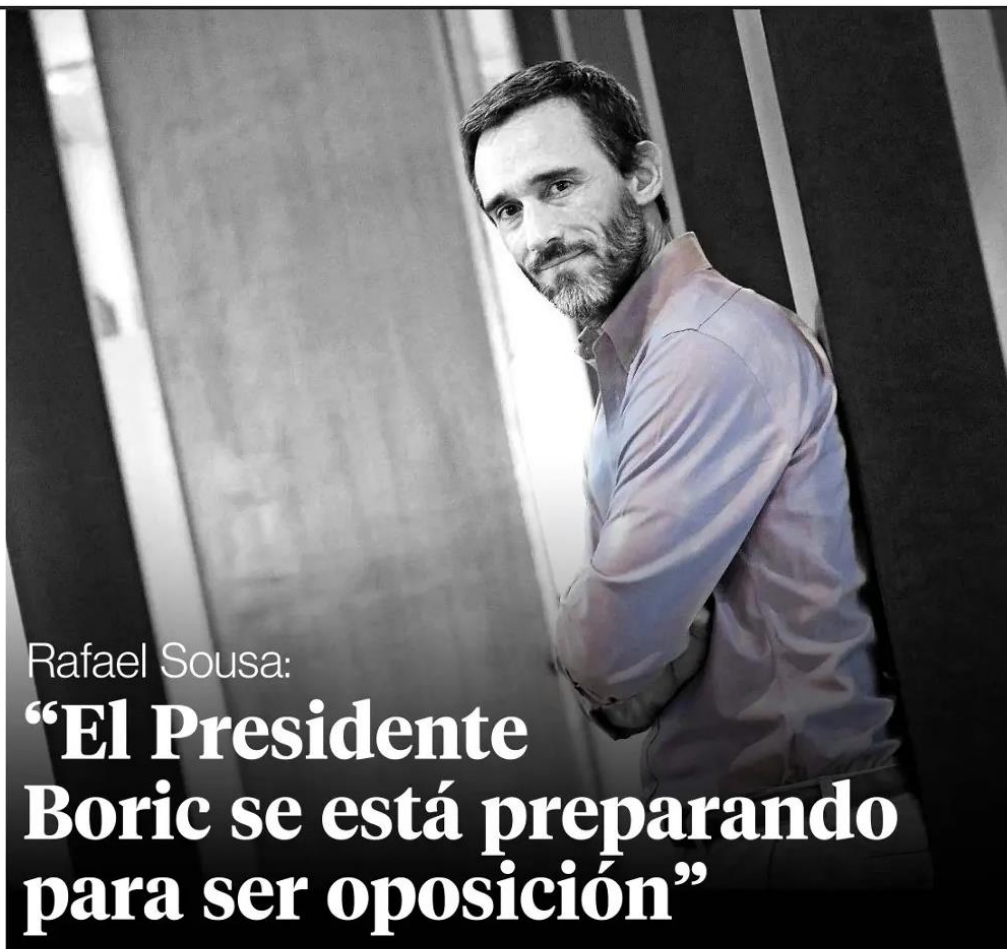 Rafael Sousa:
“El Presidente
Boric se está preparando
para ser oposición”